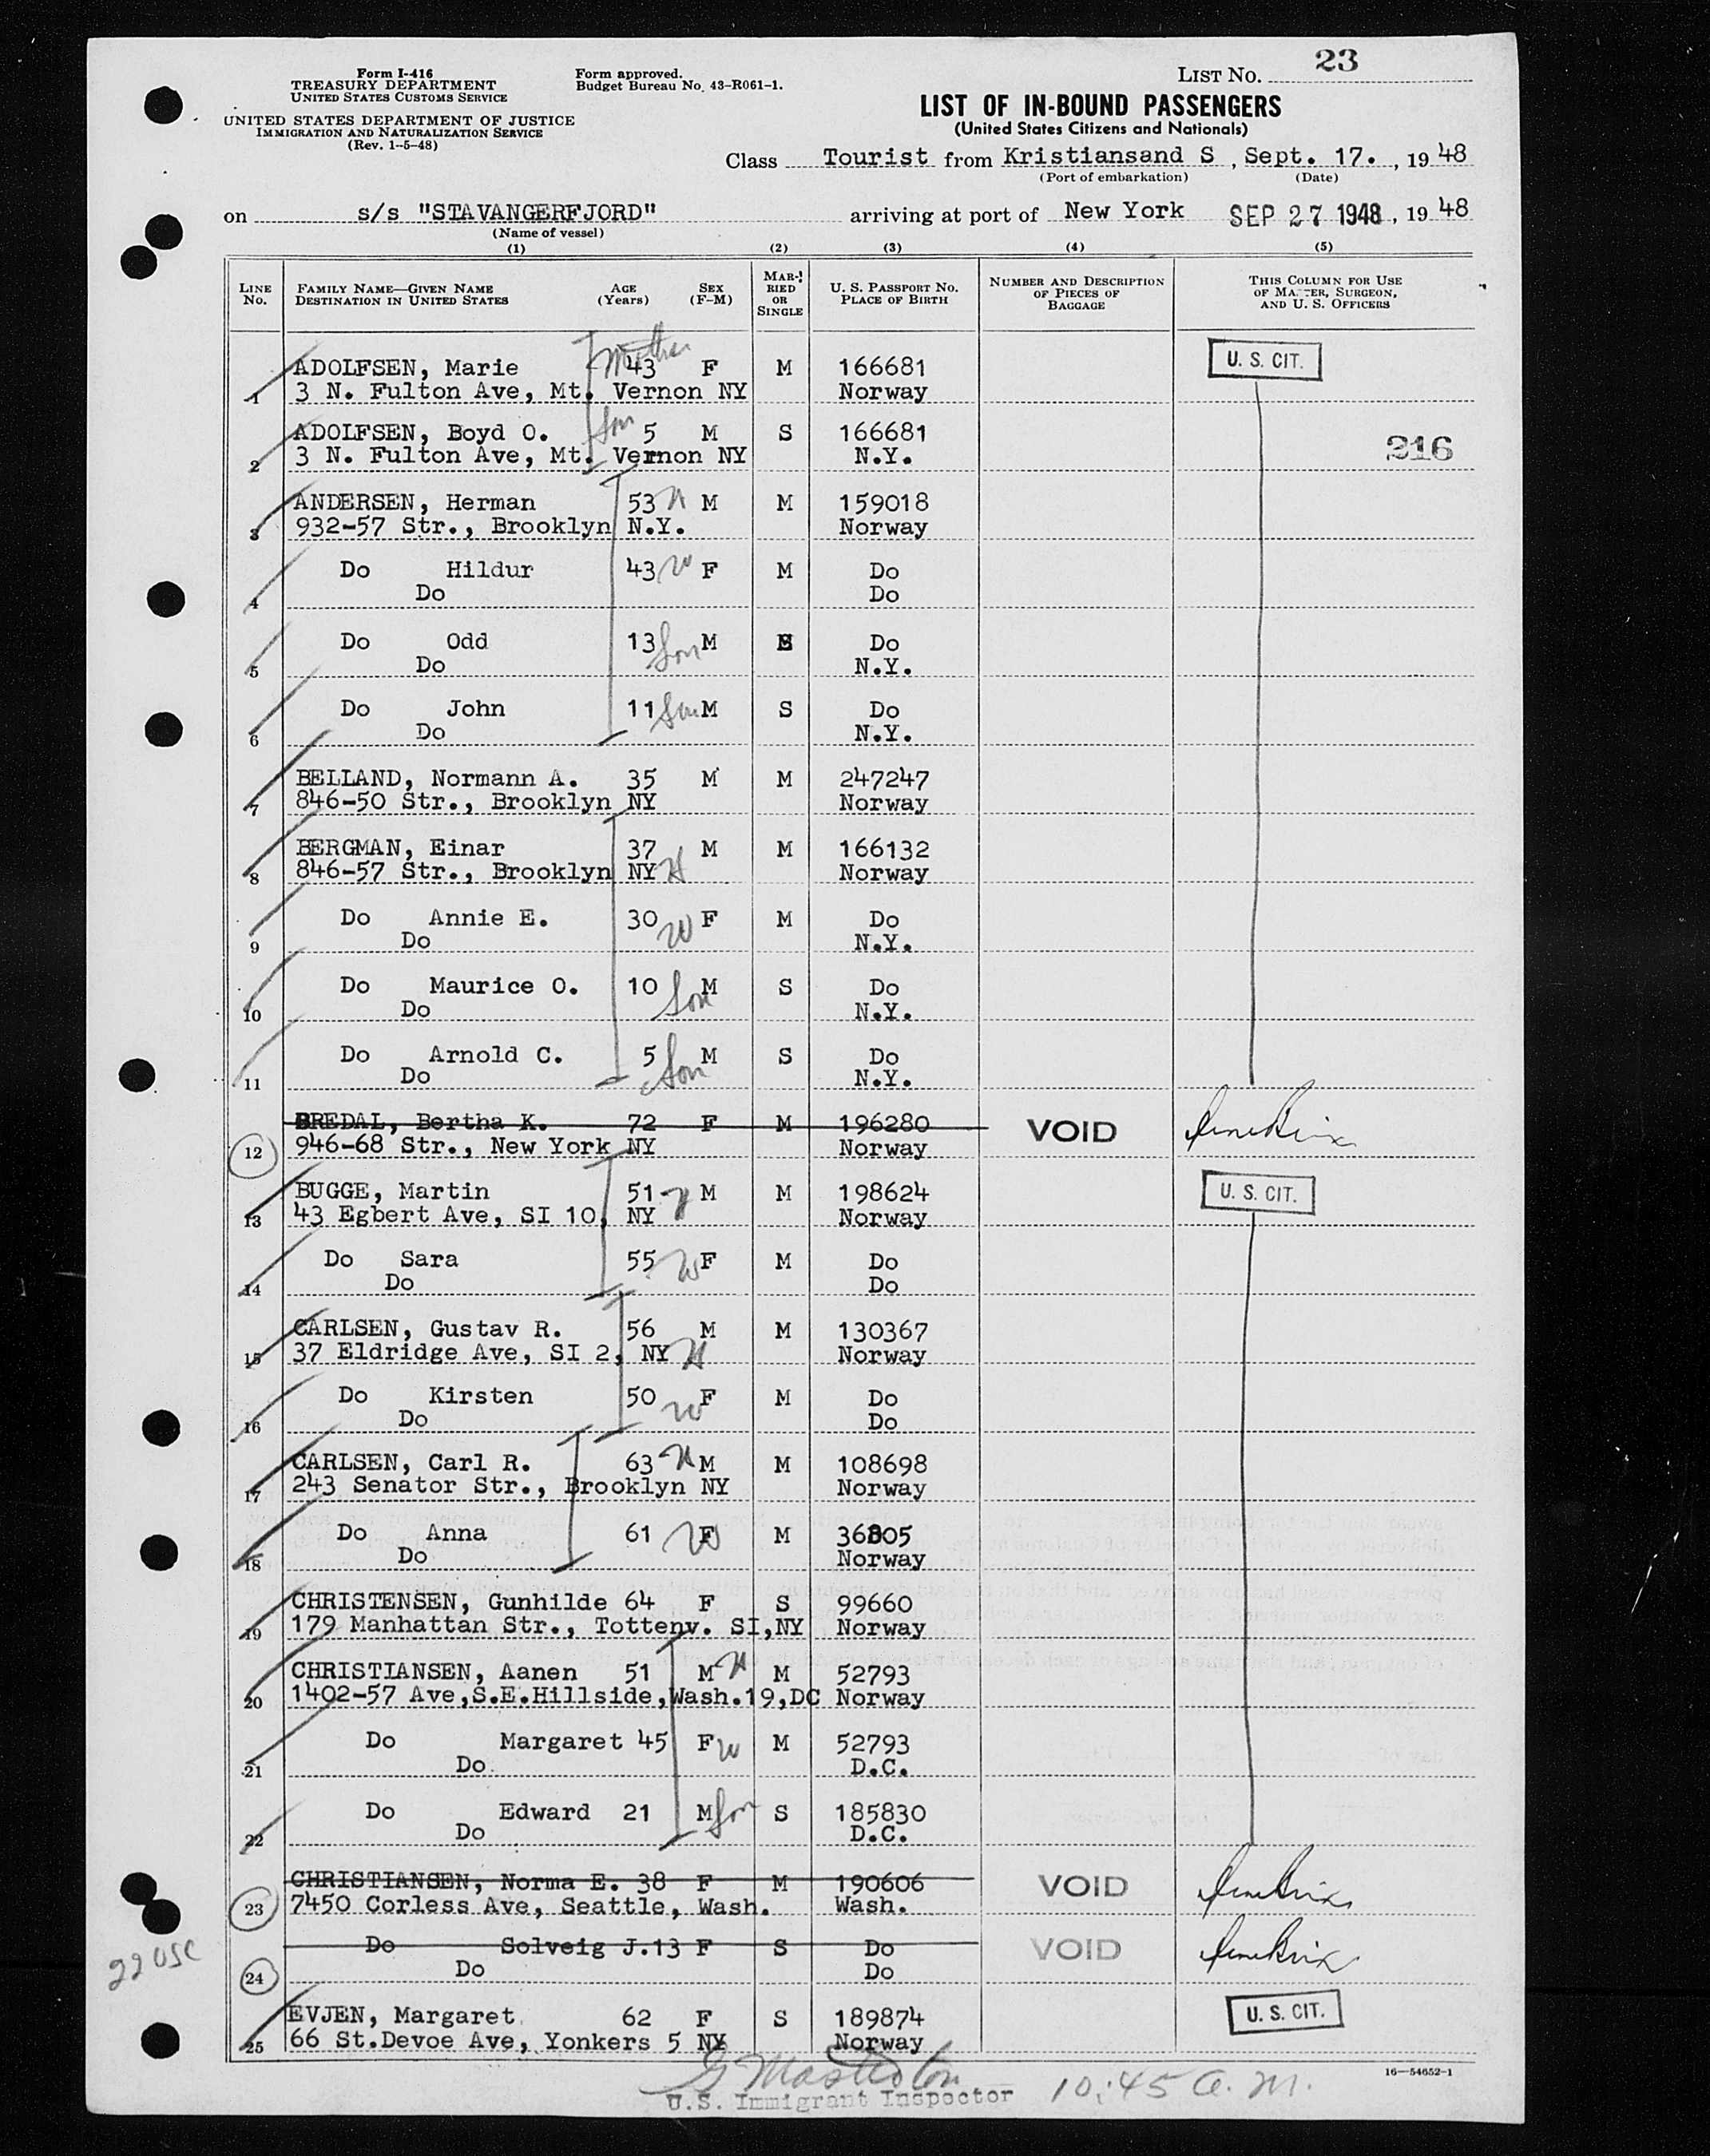 Form I-416
TREASURY DEPARTMENT
UNITED STATES CUSTOMS SERVICE
UNITED STATES DEPARTMENT OF JUSTICE
IMMIGRATION AND NATURALIZATION SERVICE
(Rev. 1-5-48)
Form approved.
Budget Bureau No. 43-R061-1.
LIST NO. 23
LIST OF IN-BOUND PASSENGERS
(United States Citizens and Nationals)
Class Tourist from Kristiansand S, Sept. 17., 1948
(Port of embarkation) (Date)
on s/s "STAVANGERFJORD" arriving at port of New York SEP 27 1948, 1948
(Name of vessel)
(1) (2) (3) (4) (5)
LINE NO. FAMILY NAME—GIVEN NAME DESTINATION IN UNITED STATES AGE (Years) SEX (F-M) MARRIED OR SINGLE U. S. PASSPORT NO. PLACE OF BIRTH NUMBER AND DESCRIPTION OF PIECES OF BAGGAGE THIS COLUMN FOR USE OF MASTER, SURGEON, AND U. S. OFFICERS
Mother
ADOLFSEN, Marie 43 F M 166681 U. S. CIT.
1 3 N. Fulton Ave, Mt. Vernon NY Norway
ADOLFSEN, Boyd O. Son 5 M S 166681 216
2 3 N. Fulton Ave, Mt. Vernon NY N.Y.
ANDERSEN, Herman 53 H M M 159018
3 932-57 Str., Brooklyn N.Y. Norway
Do Hildur 43 W F M Do
4 Do Do
Do Odd 13 Son M S Do
5 Do N.Y.
Do John 11 Son M S Do
6 Do N.Y.
BELLAND, Normann A. 35 M M 247247
7 846-50 Str., Brooklyn NY Norway
BERGMAN, Einar 37 M M 166132
8 846-57 Str., Brooklyn NY H Norway
Do Annie E. 30 W F M Do
9 Do N.Y.
Do Maurice O. 10 Son M S Do
10 Do N.Y.
Do Arnold C. 5 Son M S Do
11 Do N.Y.
BREDAL, Bertha K. 72 F M 196280 VOID
12 946-68 Str., New York NY Norway
BUGGE, Martin 51 H M M 198624 U. S. CIT.
13 43 Egbert Ave, SI 10, NY Norway
Do Sara 55 W F M Do
14 Do Do
CARLSEN, Gustav R. 56 M M 130367
15 37 Eldridge Ave, SI 2, NY H Norway
Do Kirsten 50 W F M Do
16 Do Do
CARLSEN, Carl R. 63 H M M 108698
17 243 Senator Str., Brooklyn NY Norway
Do Anna 61 W F M
18 Do Norway
CHRISTENSEN, Gunhilde 64 F S 99660
19 179 Manhattan Str., Tottenv. SI,NY Norway
CHRISTIANSEN, Aanen 51 M H M 52793
20 1402-57 Ave,S.E.Hillside,Wash.19,DC Norway
Do Margaret 45 F W M 52793
21 Do D.C.
Do Edward 21 M Son S 185830
22 Do D.C.
CHRISTIANSEN, Norma E. 38 F M 190606 VOID
23 7450 Corless Ave, Seattle, Wash. Wash.
Do Solveig J. 13 F S Do VOID
24 Do Do
22 USC
EVJEN, Margaret 62 F S 189874 U. S. CIT.
25 66 St.Devoe Ave, Yonkers 5 NY Norway
U.S. Immigrant Inspector 10:45 A.M.
16—54652-1